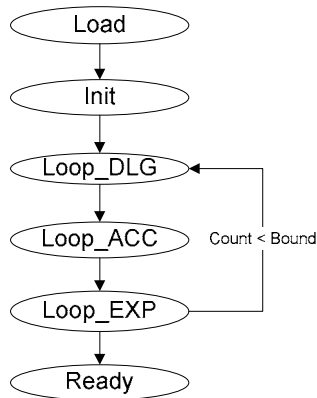 Load
Init
Loop_DLG
Loop_ACC
Count < Bound
Loop_EXP
Ready